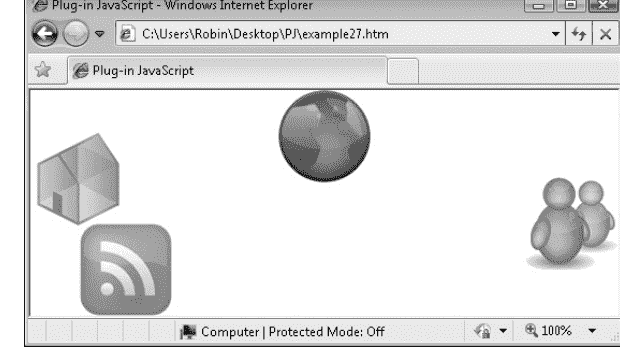 Plug-in JavaScript - Windows Internet Explorer
C:\Users\Robin\Desktop\PJ\example27.htm
Plug-in JavaScript
Computer | Protected Mode: Off
100%